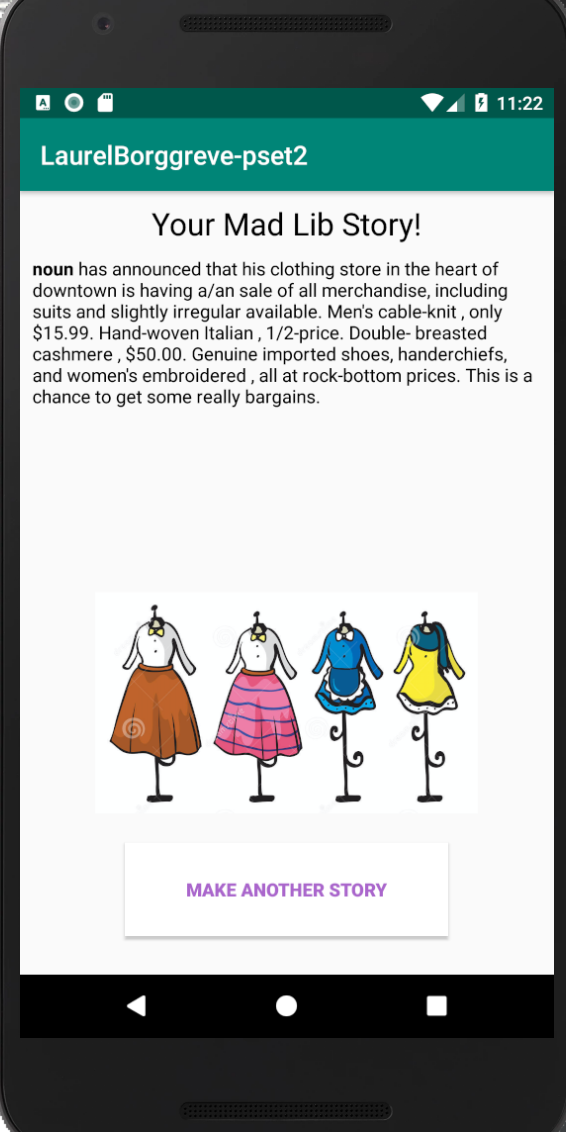 11:22
LaurelBorggreve-pset2
Your Mad Lib Story!
noun has announced that his clothing store in the heart of
downtown is having a/an sale of all merchandise, including
suits and slightly irregular available. Men's cable-knit , only
$15.99. Hand-woven Italian , 1/2-price. Double- breasted
cashmere , $50.00. Genuine imported shoes, handerchiefs,
and women's embroidered , all at rock-bottom prices. This is a
chance to get some really bargains.
MAKE ANOTHER STORY